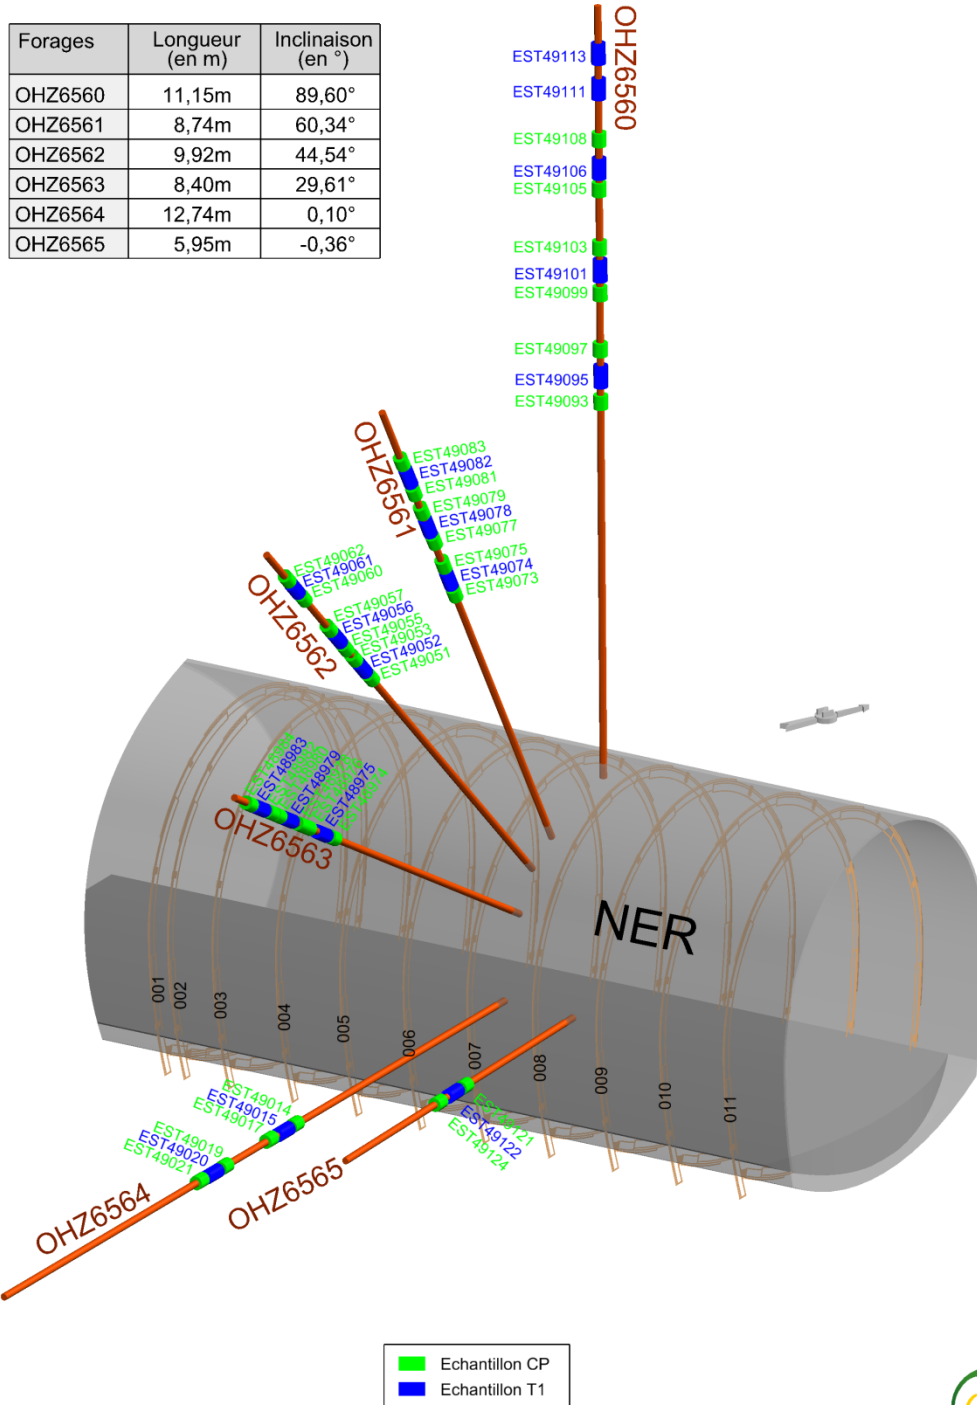 Forages Longueur (en m) Inclinaison (en °)
OHZ6560 11,15m 89,60°
OHZ6561 8,74m 60,34°
OHZ6562 9,92m 44,54°
OHZ6563 8,40m 29,61°
OHZ6564 12,74m 0,10°
OHZ6565 5,95m -0,36°
OHZ6560
EST49113
EST49111
EST49108
EST49106
EST49105
EST49103
EST49101
EST49099
EST49097
EST49095
EST49093
OHZ6561
EST49083
EST49082
EST49081
EST49079
EST49078
EST49077
EST49075
EST49074
EST49073
OHZ6562
EST49062
EST49061
EST49060
EST49057
EST49056
EST49055
EST49053
EST49052
EST49051
OHZ6563
EST48984
EST48983
EST48979
EST48975
EST48974
NER
001
002
003
004
005
006
007
008
009
010
011
EST49014
EST49015
EST49017
EST49019
EST49020
EST49021
OHZ6564
EST49121
EST49122
EST49124
OHZ6565
Echantillon CP
Echantillon T1